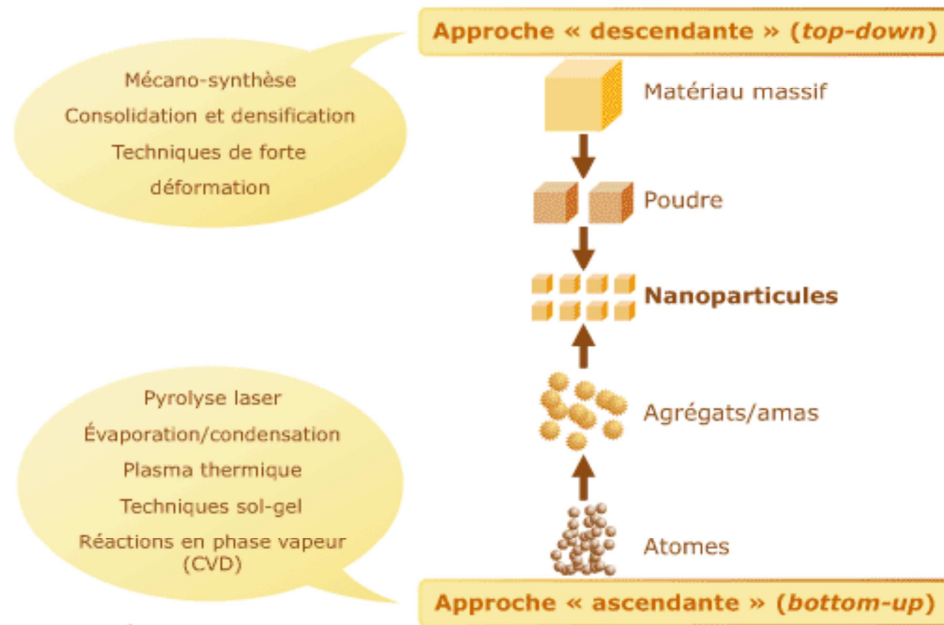 Approche « descendante » (top-down)
Mécano-synthèse
Consolidation et densification
Techniques de forte
déformation
Matériau massif
Poudre
Nanoparticules
Agrégats/amas
Atomes
Pyrolyse laser
Évaporation/condensation
Plasma thermique
Techniques sol-gel
Réactions en phase vapeur
(CVD)
Approche « ascendante » (bottom-up)